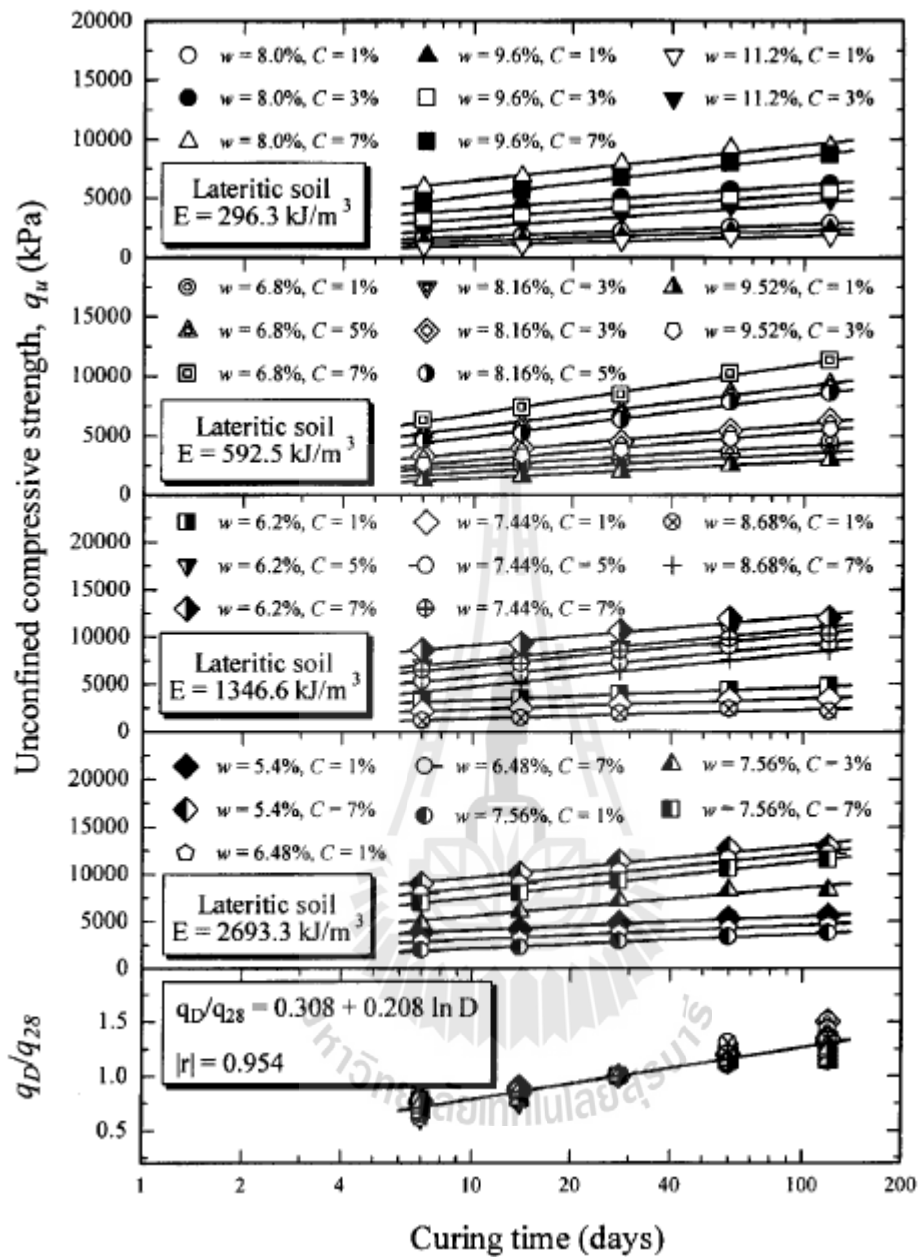 Unconfined compressive strength, qu (kPa)
20000
15000
10000
5000
0
w = 8.0%, C = 1%
w = 9.6%, C = 1%
w = 11.2%, C = 1%
w = 8.0%, C = 3%
w = 9.6%, C = 3%
w = 11.2%, C = 3%
w = 8.0%, C = 7%
w = 9.6%, C = 7%
Lateritic soil
E = 296.3 kJ/m³
15000
10000
5000
0
w = 6.8%, C = 1%
w = 8.16%, C = 3%
w = 9.52%, C = 1%
w = 6.8%, C = 5%
w = 8.16%, C = 3%
w = 9.52%, C = 3%
w = 6.8%, C = 7%
w = 8.16%, C = 5%
Lateritic soil
E = 592.5 kJ/m³
20000
15000
10000
5000
0
w = 6.2%, C = 1%
w = 7.44%, C = 1%
w = 8.68%, C = 1%
w = 6.2%, C = 5%
w = 7.44%, C = 5%
w = 8.68%, C = 7%
w = 6.2%, C = 7%
w = 7.44%, C = 7%
Lateritic soil
E = 1346.6 kJ/m³
20000
15000
10000
5000
0
w = 5.4%, C = 1%
w = 6.48%, C = 7%
w = 7.56%, C = 3%
w = 5.4%, C = 7%
w = 7.56%, C = 1%
w = 7.56%, C = 7%
w = 6.48%, C = 1%
Lateritic soil
E = 2693.3 kJ/m³
qD/q28
1.5
1.0
0.5
qD/q28 = 0.308 + 0.208 ln D
|r| = 0.954
1 2 4 6 8 10 20 40 60 80 100 200
Curing time (days)